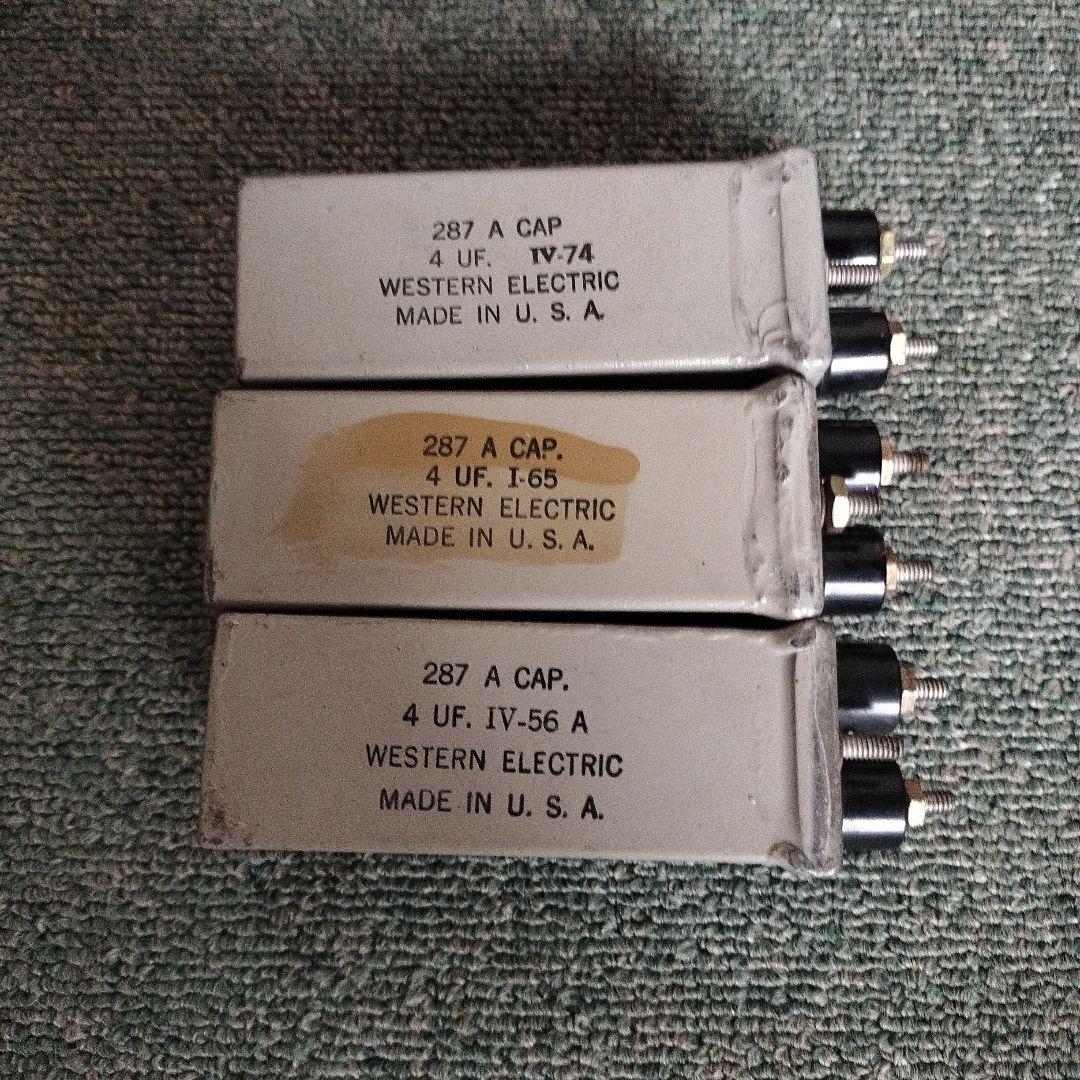 287 A CAP
4 UF. IV-74
WESTERN ELECTRIC
MADE IN U. S. A.
287 A CAP.
4 UF. I-65
WESTERN ELECTRIC
MADE IN U. S. A.
287 A CAP.
4 UF. IV-56 A
WESTERN ELECTRIC
MADE IN U. S. A.